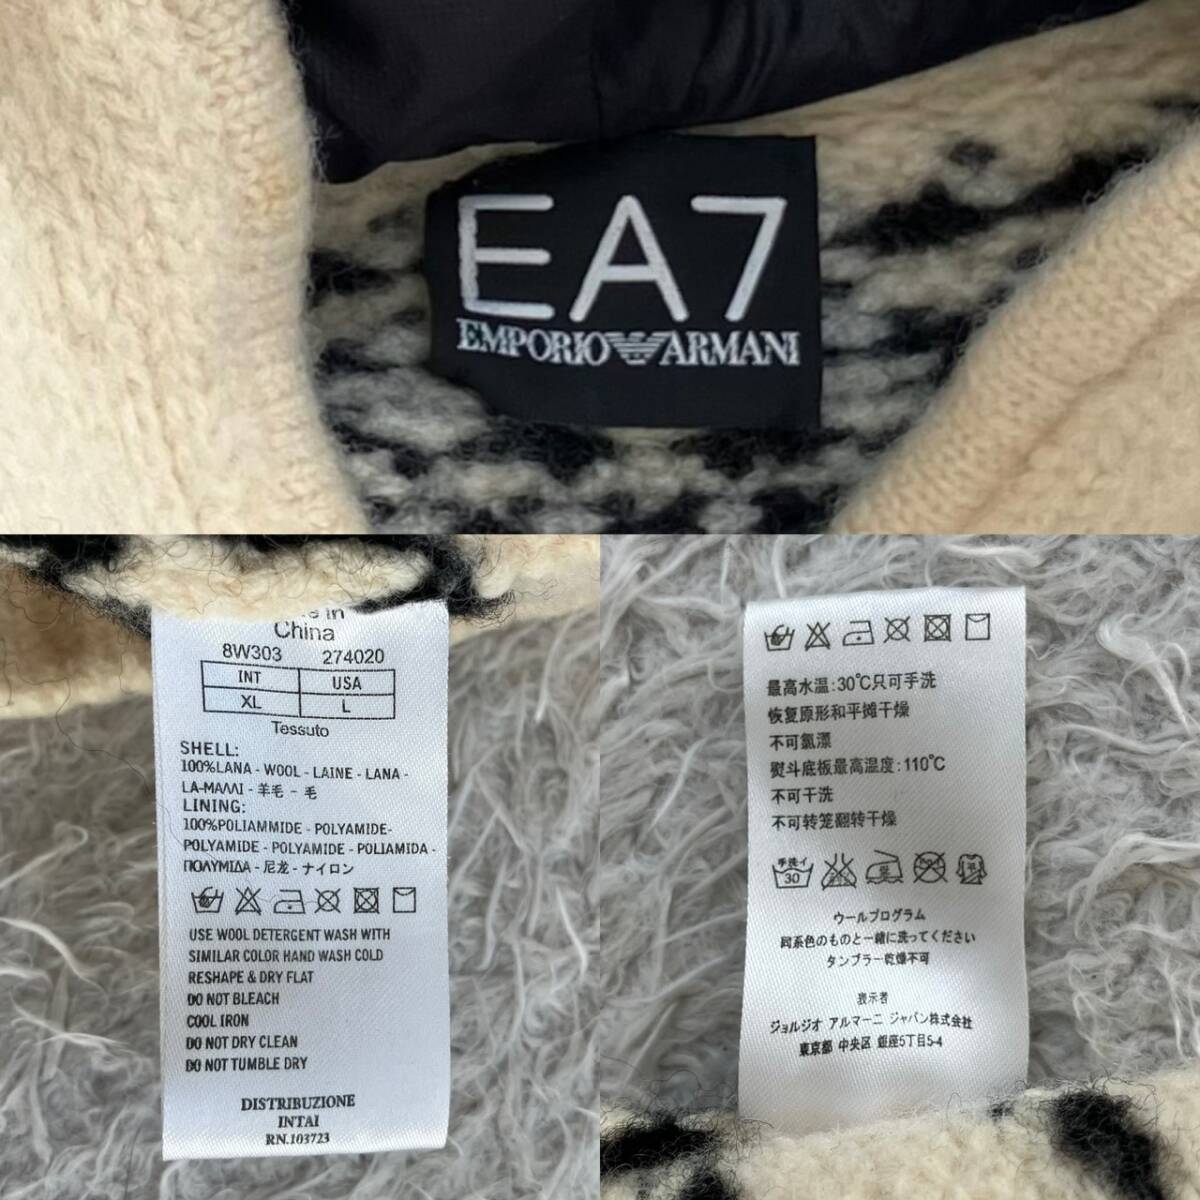 EA7
EMPORIO ARMANI
in
China
8W303 274020
INT USA
XL L
Tessuto
SHELL:
100%LANA - WOOL - LAINE - LANA -
LA-MAΛΛI - 羊毛 - 毛
LINING:
100%POLIAMMIDE - POLYAMIDE-
POLYAMIDE - POLYAMIDE - POLIAMIDA -
ΠΟΛΥΜΙΔΑ - 尼龙 - ナイロン
USE WOOL DETERGENT WASH WITH
SIMILAR COLOR HAND WASH COLD
RESHAPE & DRY FLAT
DO NOT BLEACH
COOL IRON
DO NOT DRY CLEAN
DO NOT TUMBLE DRY
DISTRIBUZIONE
INTAI
RN.103723
最高水温:30℃只可手洗
恢复原形和平摊干燥
不可氯漂
熨斗底板最高温度:110℃
不可干洗
不可转笼翻转干燥
手洗イ
30
ウールプログラム
同系色のものと一緒に洗ってください
タンブラー乾燥不可
表示者
ジョルジオ アルマーニ ジャパン株式会社
東京都 中央区 銀座5丁目5-4